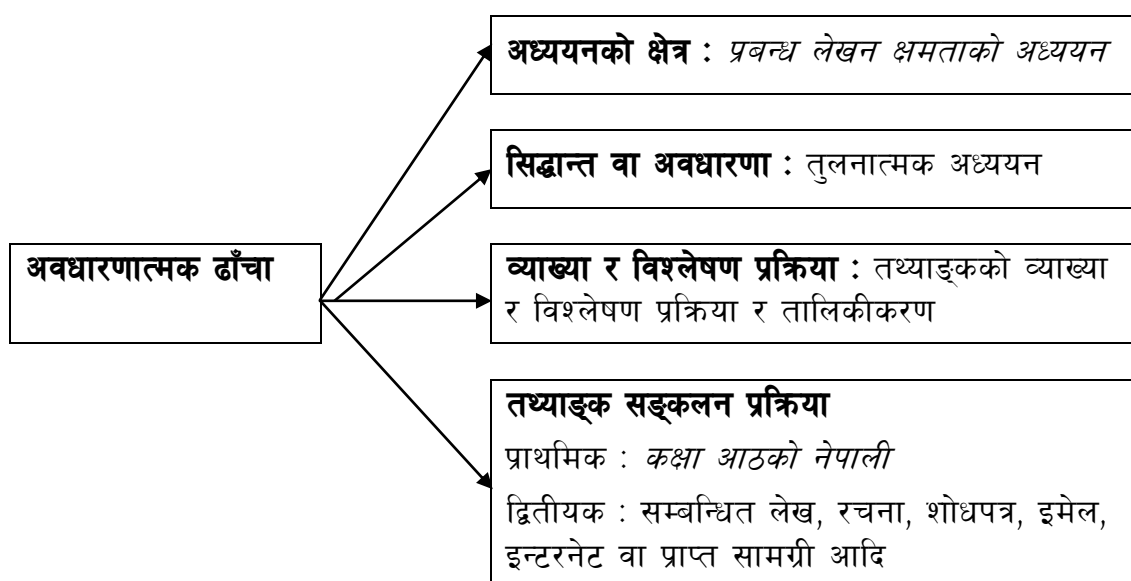 अध्ययनको क्षेत्र : प्रबन्ध लेखन क्षमताको अध्ययन
सिद्धान्त वा अवधारणा : तुलनात्मक अध्ययन
अवधारणात्मक ढाँचा
व्याख्या र विश्लेषण प्रक्रिया : तथ्याङ्कको व्याख्या
र विश्लेषण प्रक्रिया र तालिकीकरण
तथ्याङ्क सङ्कलन प्रक्रिया
प्राथमिक : कक्षा आठको नेपाली
द्वितीयक : सम्बन्धित लेख, रचना, शोधपत्र, इमेल,
इन्टरनेट वा प्राप्त सामग्री आदि